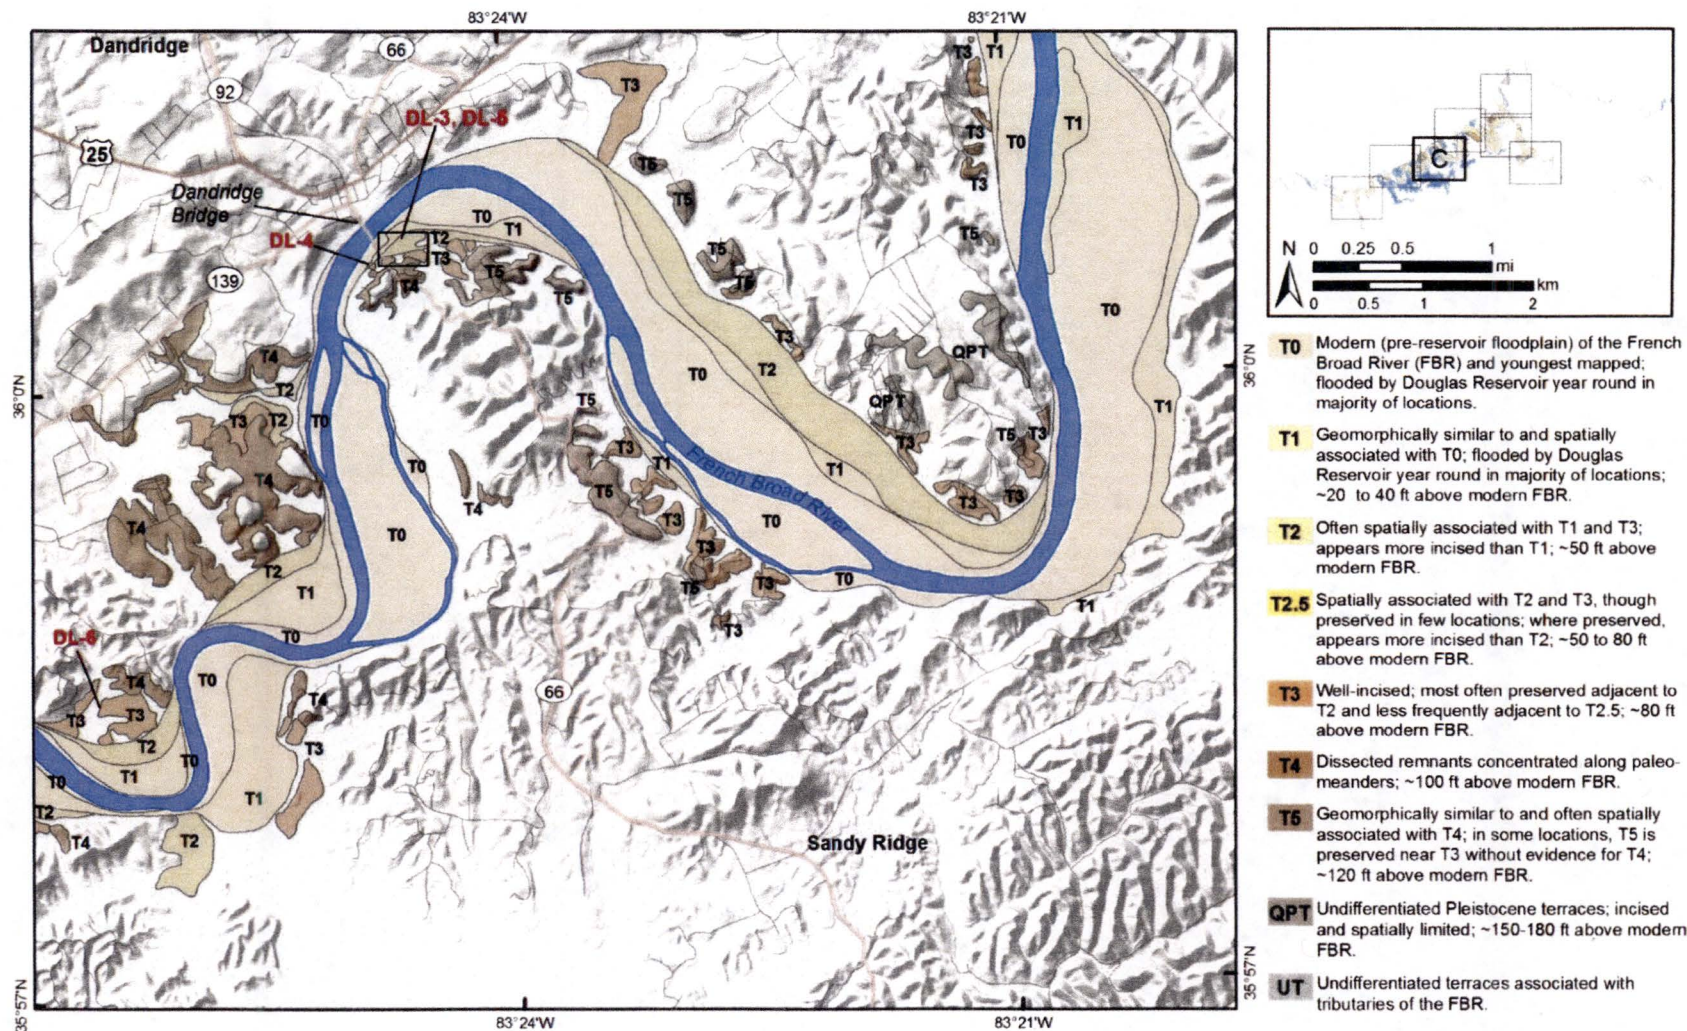 83°24'W
83°21'W
Dandridge
66
T3
T3
T1
92
DL-3, DL-5
T0
T1
25
T5
T3
T3
Dandridge
Bridge
T5
T0
T1
DL-4
T2
T3
T5
T5
T5
139
T4
T5
T5
T0
T3
QPT
T4
T2
T0
T2
36°0'N
36°0'N
QPT
T3
T2
T0
T5
T3
T5
T3
T1
T4
T0
T1
T1
French Broad River
T5
T3
T3
T4
T4
T0
T3
T0
T3
T2
T1
T5
T3
T0
T1
T3
DL-6
T0
T0
66
T4
T4
T3
T3
T3
T2
T0
T0
T1
T1
T2
T4
T2
Sandy Ridge
35°57'N
35°57'N
83°24'W
83°21'W
C
N
0 0.25 0.5 1
mi
km
0 0.5 1 2
T0 Modern (pre-reservoir floodplain) of the French
Broad River (FBR) and youngest mapped;
flooded by Douglas Reservoir year round in
majority of locations.
T1 Geomorphically similar to and spatially
associated with T0; flooded by Douglas
Reservoir year round in majority of locations;
~20 to 40 ft above modern FBR.
T2 Often spatially associated with T1 and T3;
appears more incised than T1; ~50 ft above
modern FBR.
T2.5 Spatially associated with T2 and T3, though
preserved in few locations; where preserved,
appears more incised than T2; ~50 to 80 ft
above modern FBR.
T3 Well-incised; most often preserved adjacent to
T2 and less frequently adjacent to T2.5; ~80 ft
above modern FBR.
T4 Dissected remnants concentrated along paleo-
meanders; ~100 ft above modern FBR.
T5 Geomorphically similar to and often spatially
associated with T4; in some locations, T5 is
preserved near T3 without evidence for T4;
~120 ft above modern FBR.
QPT Undifferentiated Pleistocene terraces; incised
and spatially limited; ~150-180 ft above modern
FBR.
UT Undifferentiated terraces associated with
tributaries of the FBR.